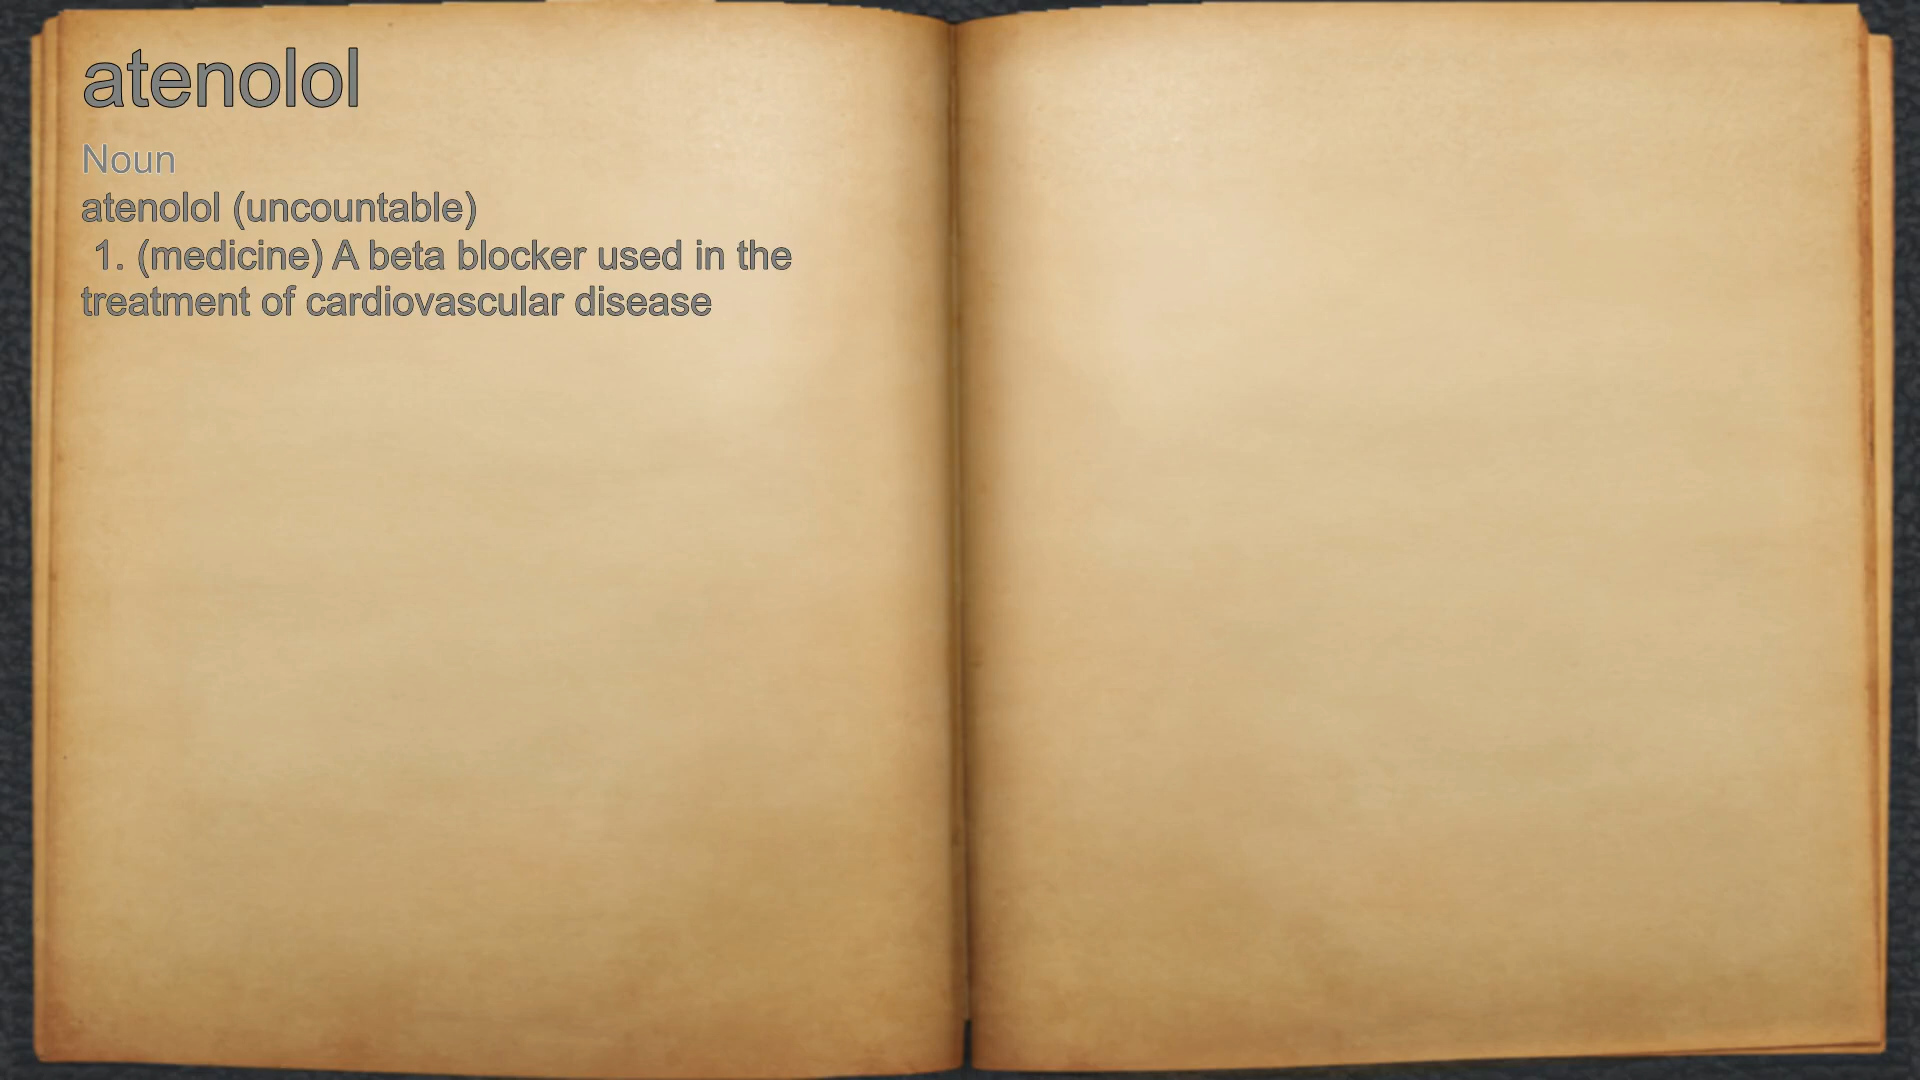 atenolol
Noun
atenolol (uncountable)
1. (medicine) A beta blocker used in the
treatment of cardiovascular disease